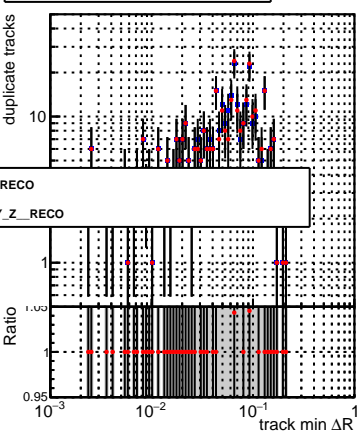 duplicate tracks
10
RECO
Z__RECO
1
Ratio
1.05
1
0.95
10−3
10−2
10−1
1
track min ΔR